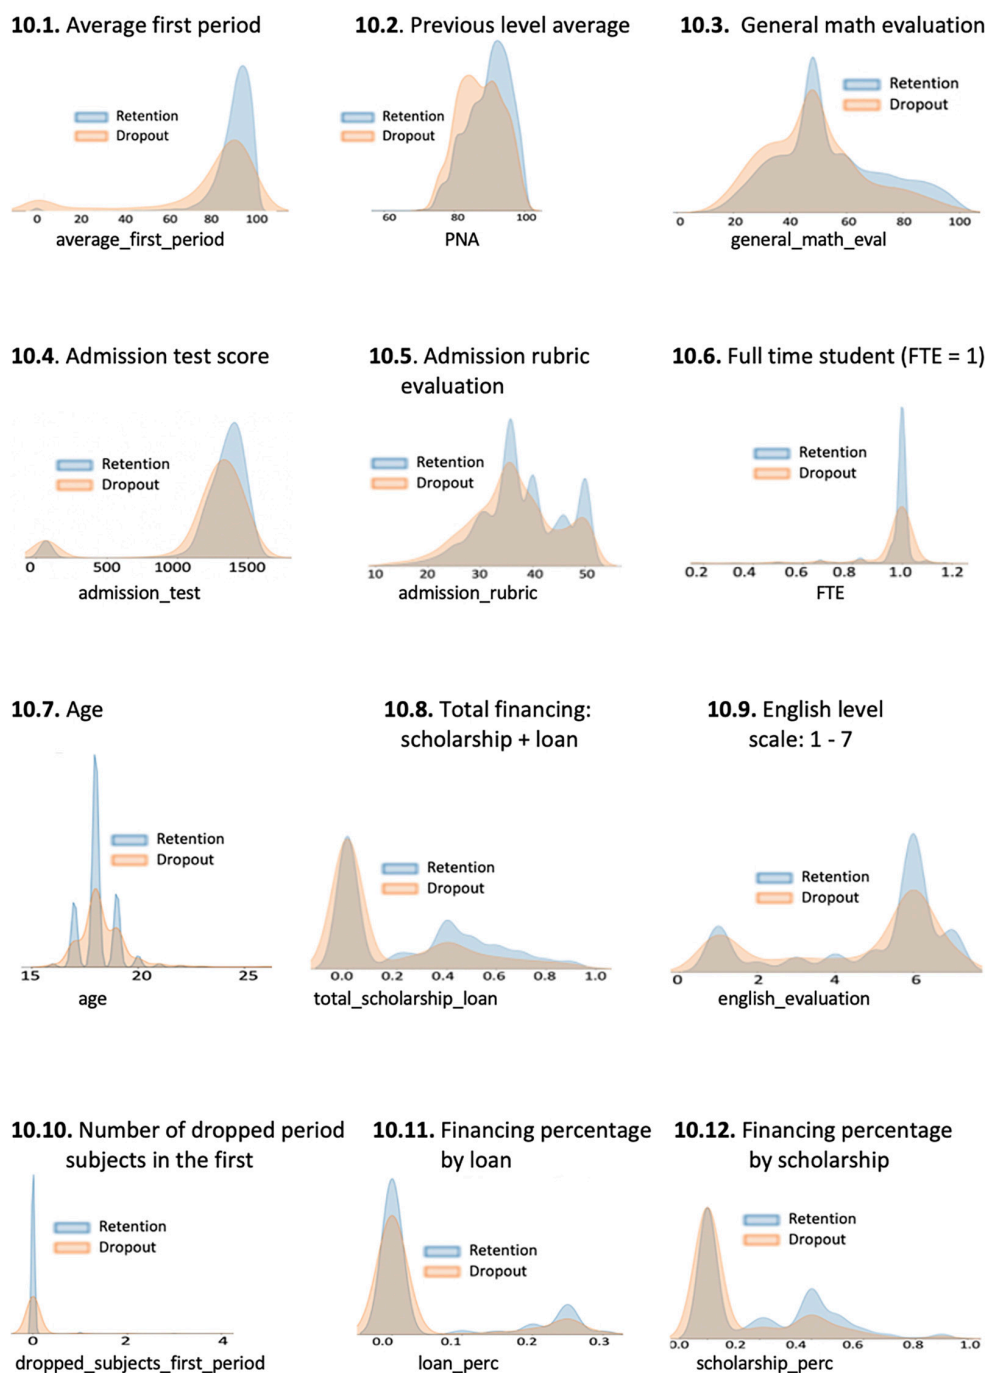 10.1. Average first period
10.2. Previous level average
10.3. General math evaluation
Retention
Dropout
0 20 40 60 80 100
average_first_period
Retention
Dropout
60 80 100
PNA
Retention
Dropout
0 20 40 60 80 100
general_math_eval
10.4. Admission test score
10.5. Admission rubric
evaluation
10.6. Full time student (FTE = 1)
Retention
Dropout
0 500 1000 1500
admission_test
Retention
Dropout
10 20 30 40 50
admission_rubric
Retention
Dropout
0.2 0.4 0.6 0.8 1.0 1.2
FTE
10.7. Age
10.8. Total financing:
scholarship + loan
10.9. English level
scale: 1 - 7
Retention
Dropout
15 20 25
age
Retention
Dropout
0.0 0.2 0.4 0.6 0.8 1.0
total_scholarship_loan
Retention
Dropout
0 2 4 6
english_evaluation
10.10. Number of dropped period
subjects in the first
10.11. Financing percentage
by loan
10.12. Financing percentage
by scholarship
Retention
Dropout
0 2 4
dropped_subjects_first_period
Retention
Dropout
0.0 0.1 0.2 0.3
loan_perc
Retention
Dropout
0.0 0.2 0.4 0.6 0.8 1.0
scholarship_perc